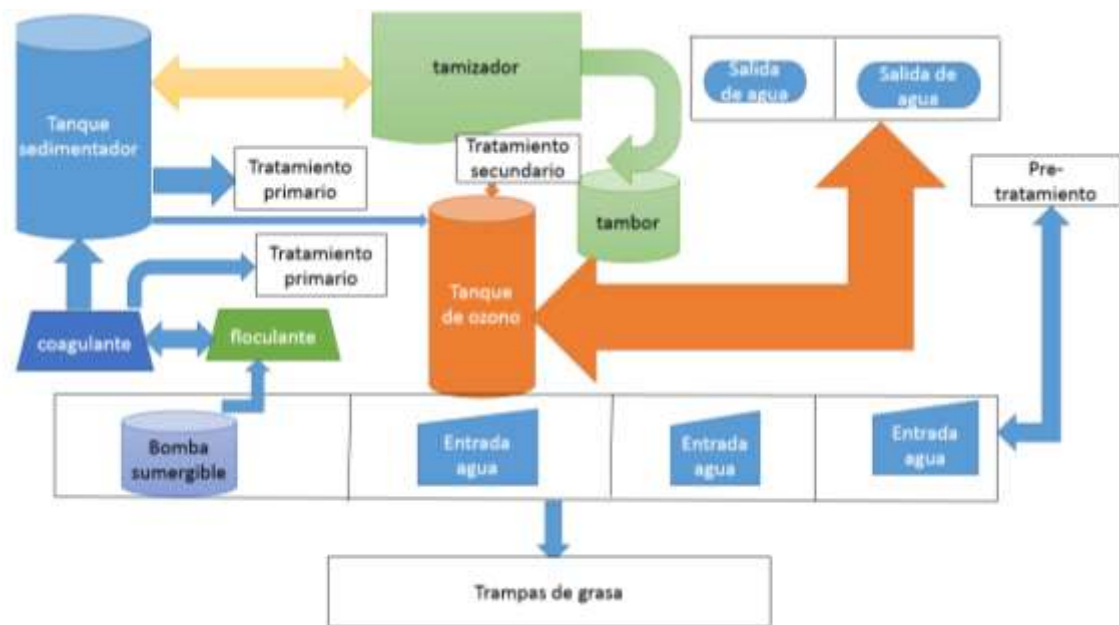 Tanque
sedimentador
tamizador
Salida
de agua
Salida de
agua
Tratamiento
primario
Tratamiento
secundario
Pre-
tratamiento
tambor
Tratamiento
primario
Tanque
de ozono
coagulante
floculante
Bomba
sumergible
Entrada
agua
Entrada
agua
Entrada
agua
Trampas de grasa